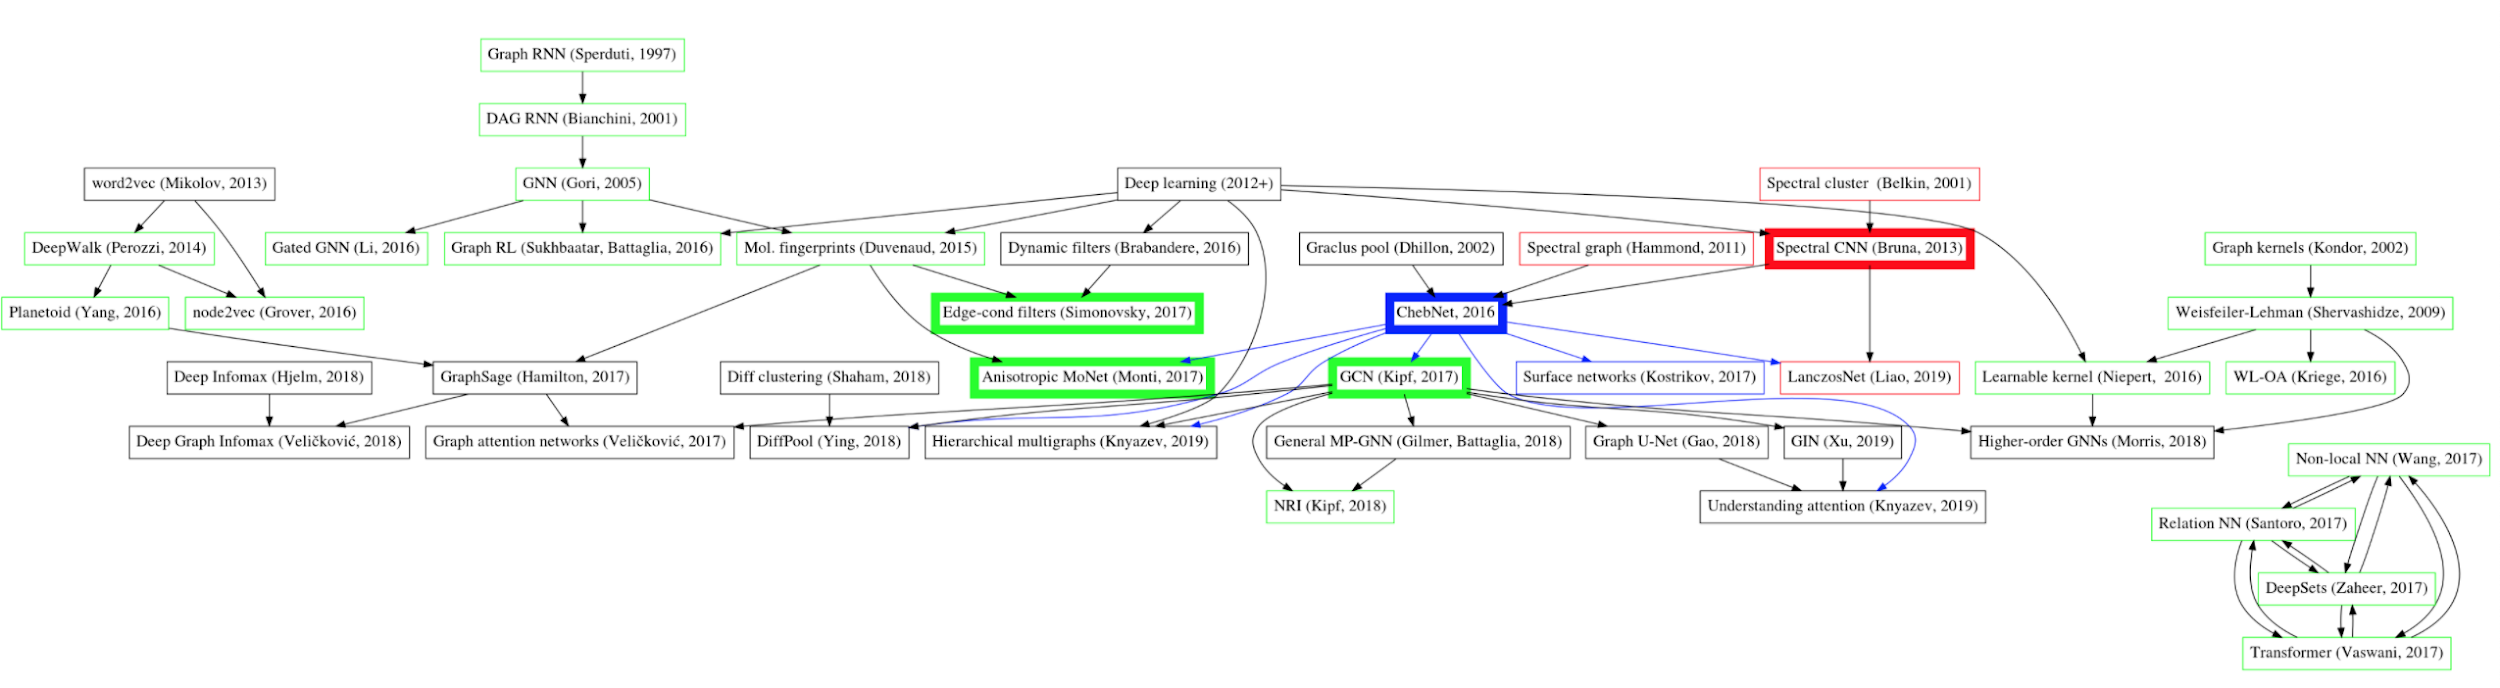 Graph RNN (Sperduti, 1997)
DAG RNN (Bianchini, 2001)
word2vec (Mikolov, 2013)
GNN (Gori, 2005)
Deep learning (2012+)
Spectral cluster  (Belkin, 2001)
DeepWalk (Perozzi, 2014)
Gated GNN (Li, 2016)
Graph RL (Sukhbaatar, Battaglia, 2016)
Mol. fingerprints (Duvenaud, 2015)
Dynamic filters (Brabandere, 2016)
Graclus pool (Dhillon, 2002)
Spectral graph (Hammond, 2011)
Spectral CNN (Bruna, 2013)
Graph kernels (Kondor, 2002)
Planetoid (Yang, 2016)
node2vec (Grover, 2016)
Edge-cond filters (Simonovsky, 2017)
ChebNet, 2016
Weisfeiler-Lehman (Shervashidze, 2009)
Deep Infomax (Hjelm, 2018)
GraphSage (Hamilton, 2017)
Diff clustering (Shaham, 2018)
Anisotropic MoNet (Monti, 2017)
GCN (Kipf, 2017)
Surface networks (Kostrikov, 2017)
LanczosNet (Liao, 2019)
Learnable kernel (Niepert,  2016)
WL-OA (Kriege, 2016)
Deep Graph Infomax (Veličković, 2018)
Graph attention networks (Veličković, 2017)
DiffPool (Ying, 2018)
Hierarchical multigraphs (Knyazev, 2019)
General MP-GNN (Gilmer, Battaglia, 2018)
Graph U-Net (Gao, 2018)
GIN (Xu, 2019)
Higher-order GNNs (Morris, 2018)
Non-local NN (Wang, 2017)
NRI (Kipf, 2018)
Understanding attention (Knyazev, 2019)
Relation NN (Santoro, 2017)
DeepSets (Zaheer, 2017)
Transformer (Vaswani, 2017)